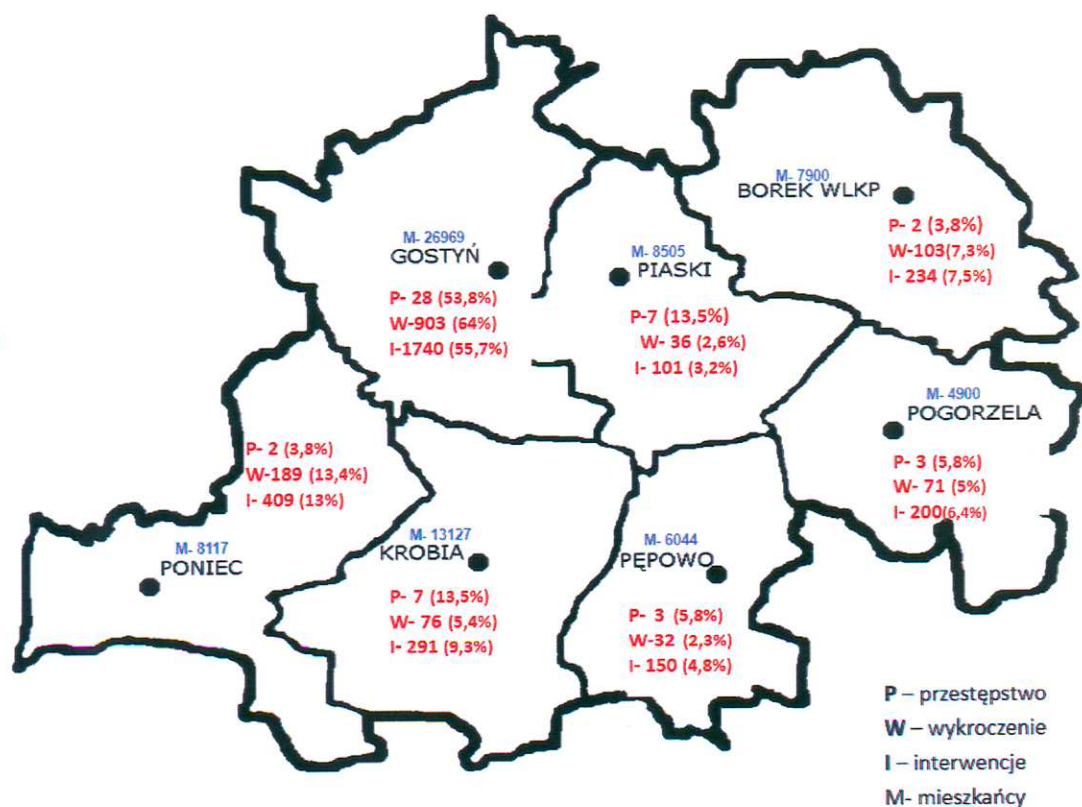 M- 7900
BOREK WLKP
P- 2 (3,8%)
W-103(7,3%)
I- 234 (7,5%)
M- 26969
GOSTYŃ
P- 28 (53,8%)
W-903 (64%)
I-1740 (55,7%)
M- 8505
PIASKI
P-7 (13,5%)
W- 36 (2,6%)
I- 101 (3,2%)
M- 4900
POGORZELA
P- 3 (5,8%)
W- 71 (5%)
I- 200(6,4%)
P- 2 (3,8%)
W-189 (13,4%)
I- 409 (13%)
M- 8117
PONIEC
M- 13127
KROBIA
P- 7 (13,5%)
W- 76 (5,4%)
I- 291 (9,3%)
M- 6044
PĘPOWO
P- 3 (5,8%)
W-32 (2,3%)
I- 150 (4,8%)
P – przestępstwo
W – wykroczenie
I – interwencje
M- mieszkańcy